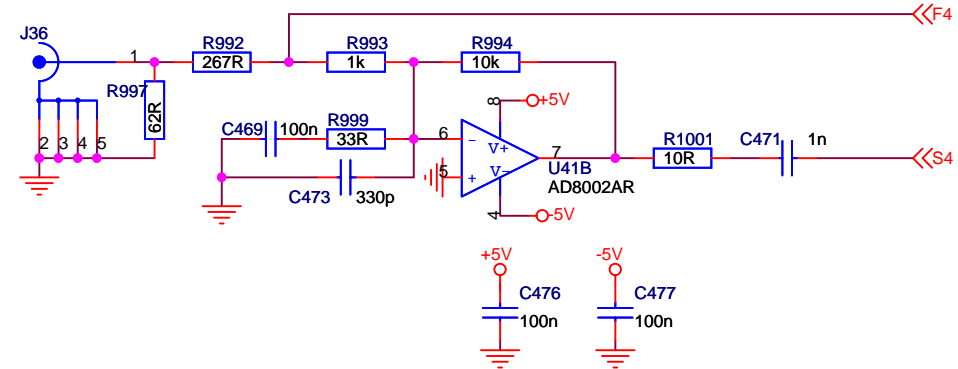 F4
J36
R992
R993
R994
1
267R
1k
10k
R997
62R
8
+5V
C469
100n
R999
33R
6
2
3
4
5
V+
7
R1001
C471
1n
10R
S4
U41B
5
V-
AD8002AR
C473
330p
4
-5V
+5V
-5V
C476
100n
C477
100n